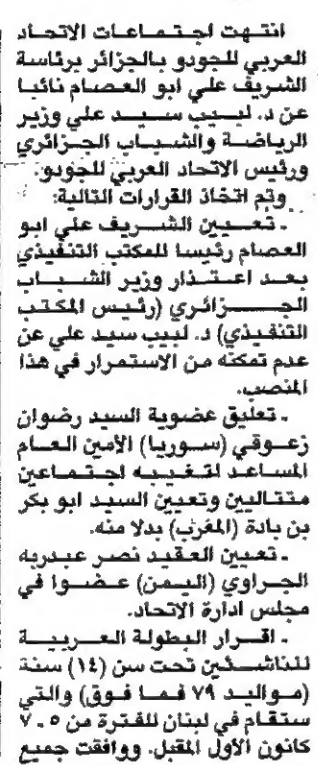 انتهت اجتماعات الاتحاد
العربي للجودو بالجزائر برئاسة
الشريف علي ابو العصام نائبا
عن د. لبيب سيد علي وزير
الرياضة والشباب الجزائري
ورئيس الاتحاد العربي للجودو.
وتم اتخاذ القرارات التالية:
ـ تعيين الشريف علي ابو
العصام رئيسا للمكتب التنفيذي
بعد اعتذار وزير الشباب
الجزائري (رئيس المكتب
التنفيذي) د. لبيب سيد علي عن
عدم تمكنه من الاستمرار في هذا
المنصب.
ـ تعليق عضوية السيد رضوان
زعوقي (سوريا) الأمين العام
المساعد لتغيبه اجتماعين
متتاليين وتعيين السيد ابو بكر
بن بادة (المغرب) بدلا منه.
ـ تعيين العقيد نصر عبدربه
الجراوي (اليمن) عضوا في
مجلس ادارة الاتحاد.
ـ اقرار البطولة العربية
للناشئين تحت سن (١٤) سنة
(مواليد ٧٩ فما فوق) والتي
ستقام في لبنان للفترة من ٥ ـ ٧
كانون الأول المقبل. ووافقت جميع